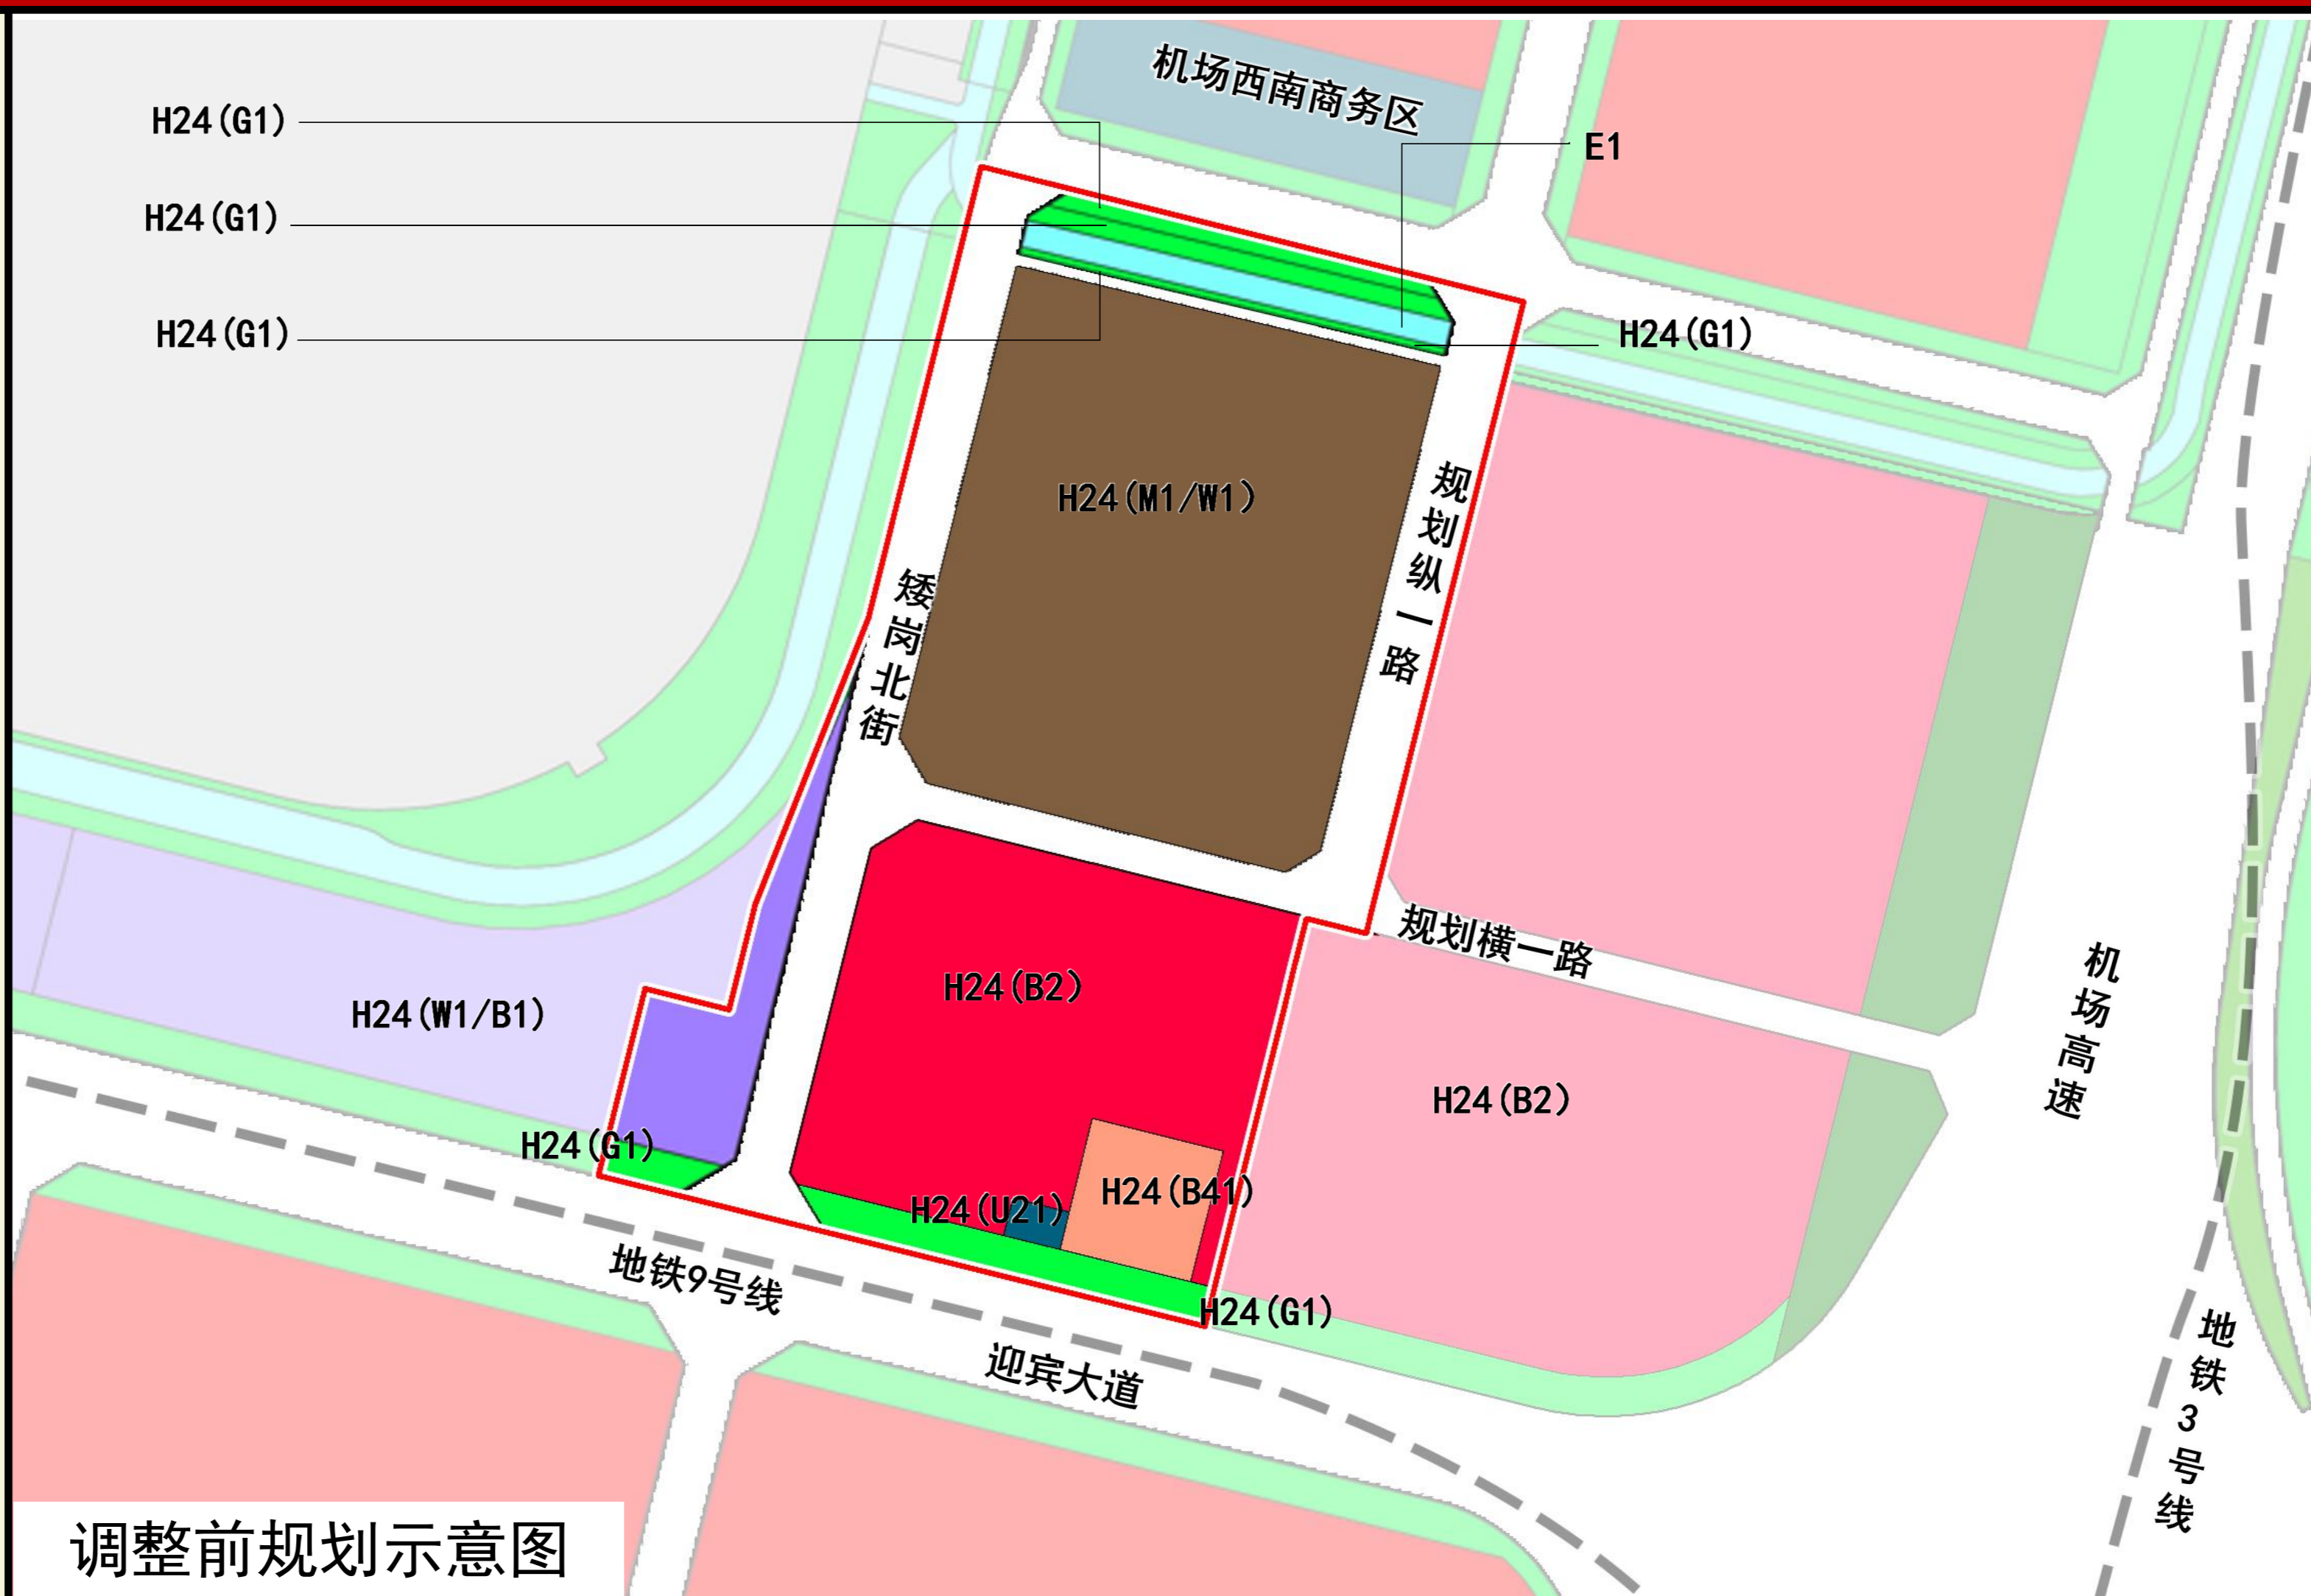 机场西南商务区
H24(G1)
E1
H24(G1)
H24(G1)
H24(G1)
H24(M1/W1)
规划纵一路
矮岗北街
规划横一路
H24(B2)
H24(W1/B1)
机场高速
H24(B2)
H24(G1)
H24(U21)
H24(B41)
地铁9号线
H24(G1)
迎宾大道
地铁3号线
调整前规划示意图